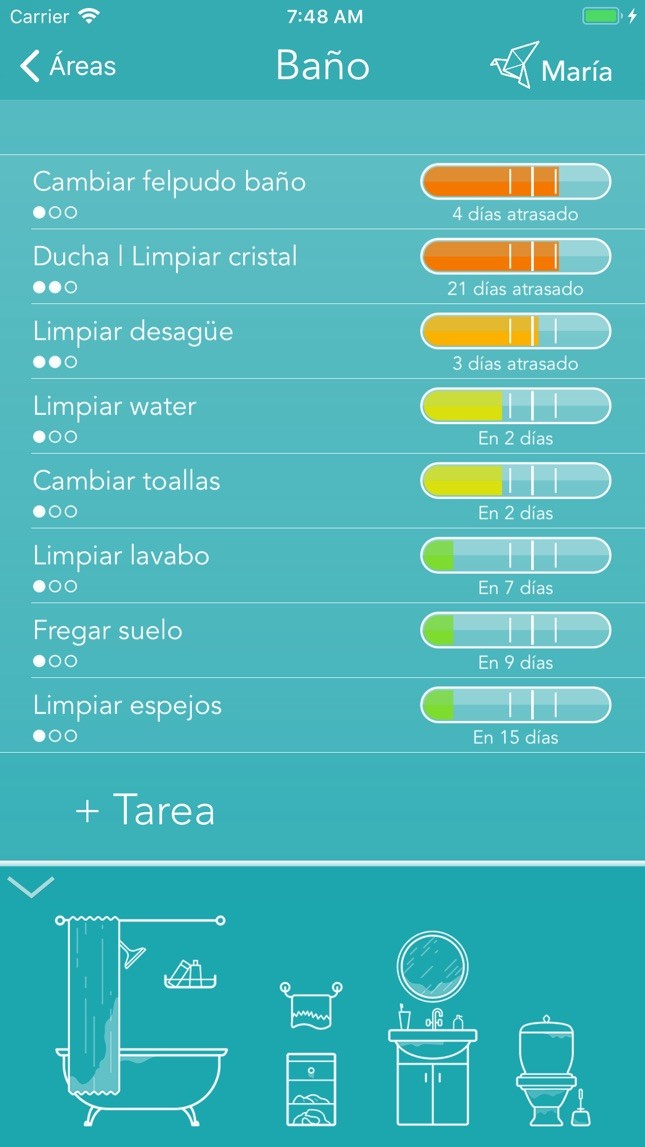 Carrier 7:48 AM
Áreas Baño María
Cambiar felpudo baño
4 días atrasado
Ducha | Limpiar cristal
21 días atrasado
Limpiar desagüe
3 días atrasado
Limpiar water
En 2 días
Cambiar toallas
En 2 días
Limpiar lavabo
En 7 días
Fregar suelo
En 9 días
Limpiar espejos
En 15 días
+ Tarea